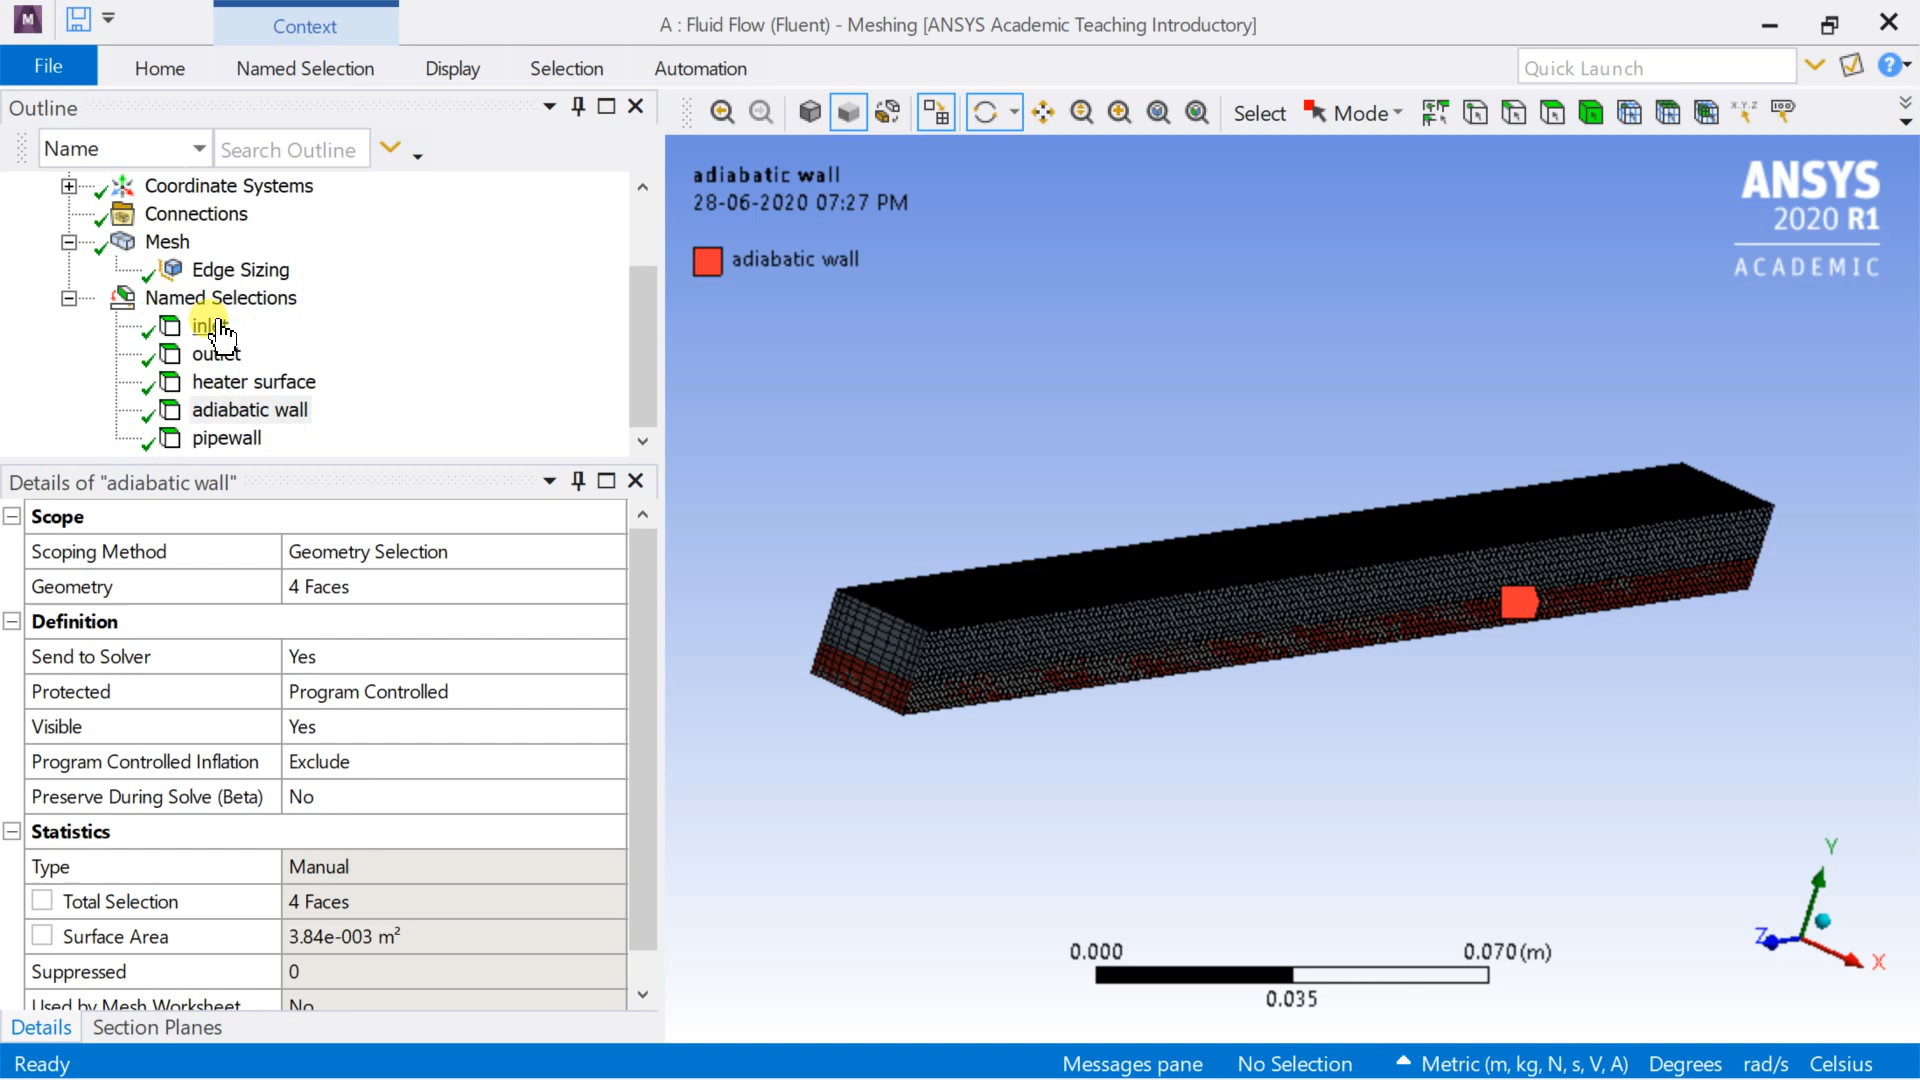 M
Context
A : Fluid Flow (Fluent) - Meshing [ANSYS Academic Teaching Introductory]
File
Home
Named Selection
Display
Selection
Automation
Quick Launch
Outline
Select
Mode
Name
Search Outline
Coordinate Systems
Connections
Mesh
Edge Sizing
Named Selections
inlet
outlet
heater surface
adiabatic wall
pipewall
Details of "adiabatic wall"
Scope
Scoping Method Geometry Selection
Geometry 4 Faces
Definition
Send to Solver Yes
Protected Program Controlled
Visible Yes
Program Controlled Inflation Exclude
Preserve During Solve (Beta) No
Statistics
Type Manual
Total Selection 4 Faces
Surface Area 3.84e-003 m²
Suppressed 0
Used by Mesh Worksheet No
Details
Section Planes
adiabatic wall
28-06-2020 07:27 PM
adiabatic wall
ANSYS
2020 R1
ACADEMIC
0.000
0.070(m)
0.035
Y
Z
X
Ready
Messages pane
No Selection
Metric (m, kg, N, s, V, A)
Degrees
rad/s
Celsius